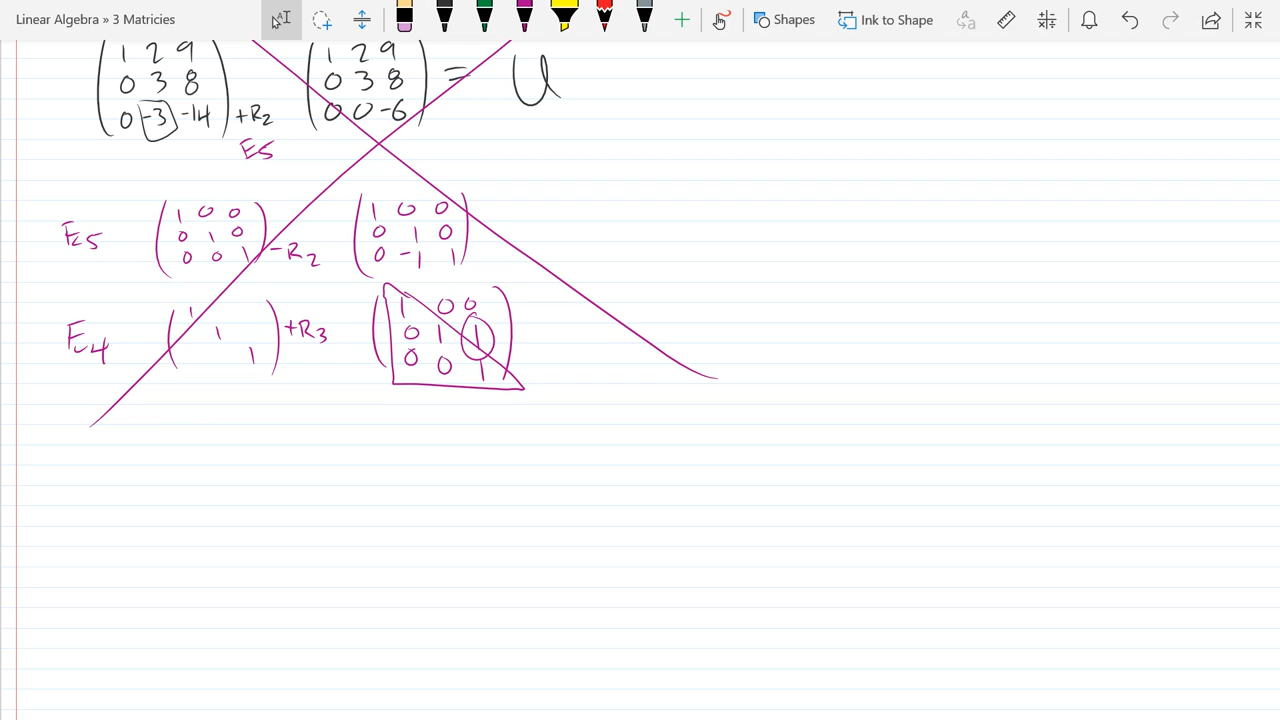 Linear Algebra » 3 Matricies
Shapes
Ink to Shape
1 2 9 1 2 9
0 3 8 0 3 8 = U
0 -3 -14 +R2 0 0 -6
E5
1 0 0 1 0 0
E5 0 1 0 0 1 0
0 0 1 -R2 0 -1 1
1 1 0 0
E4 1 +R3 0 1 1
1 0 0 1